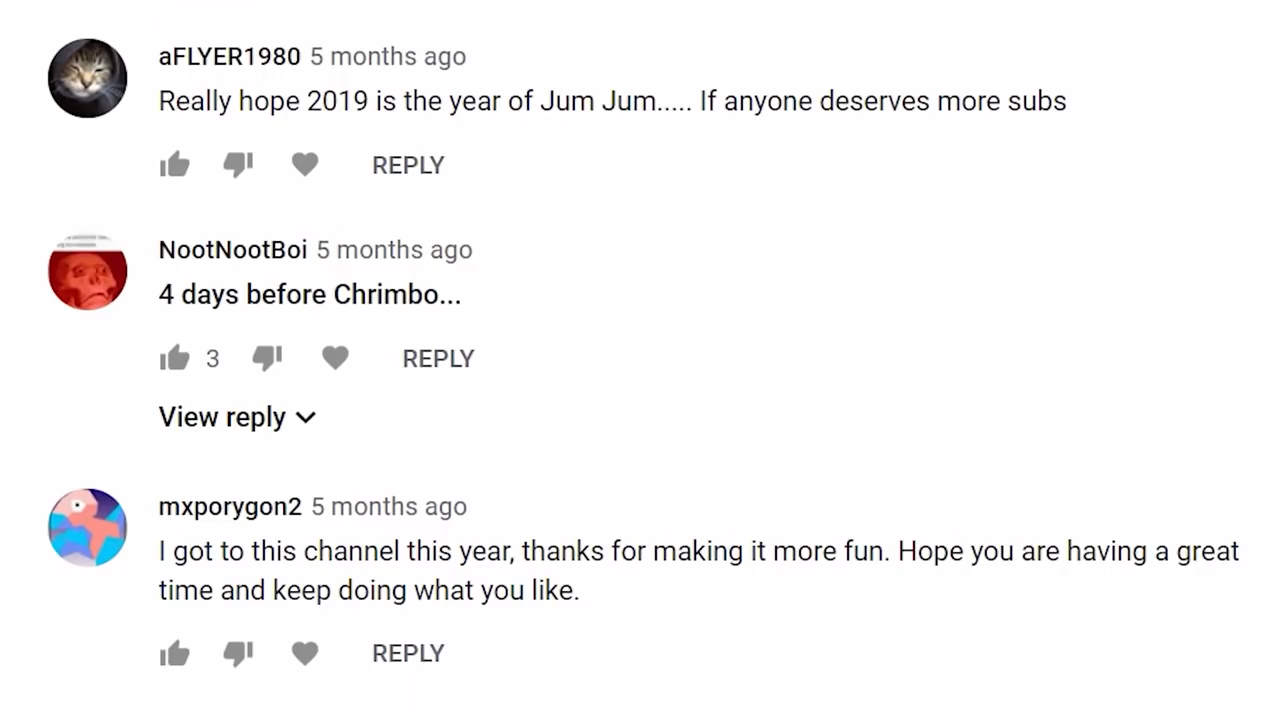 aFLYER1980 5 months ago
Really hope 2019 is the year of Jum Jum..... If anyone deserves more subs
REPLY
NootNootBoi 5 months ago
4 days before Chrimbo...
3 REPLY
View reply
mxporygon2 5 months ago
I got to this channel this year, thanks for making it more fun. Hope you are having a great
time and keep doing what you like.
REPLY